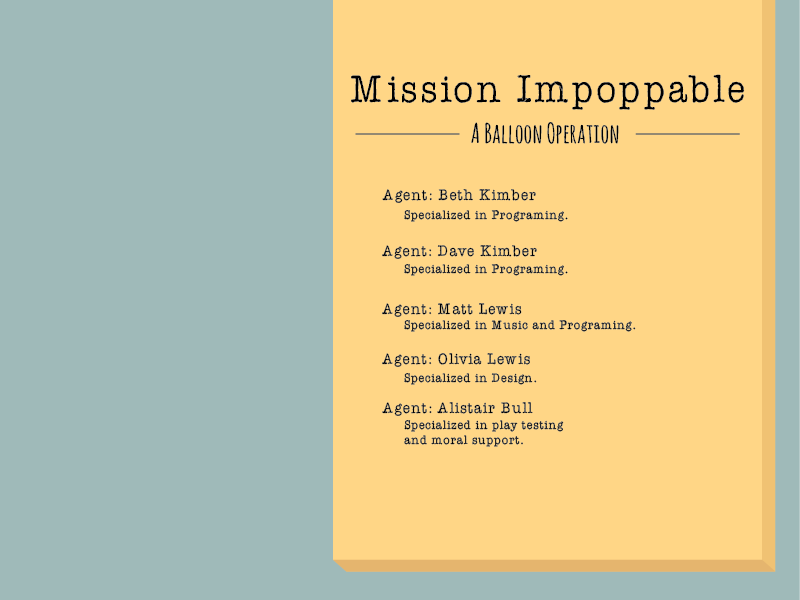 Mission Impoppable
A Balloon Operation
Agent: Beth Kimber
Specialized in Programing.
Agent: Dave Kimber
Specialized in Programing.
Agent: Matt Lewis
Specialized in Music and Programing.
Agent: Olivia Lewis
Specialized in Design.
Agent: Alistair Bull
Specialized in play testing
and moral support.